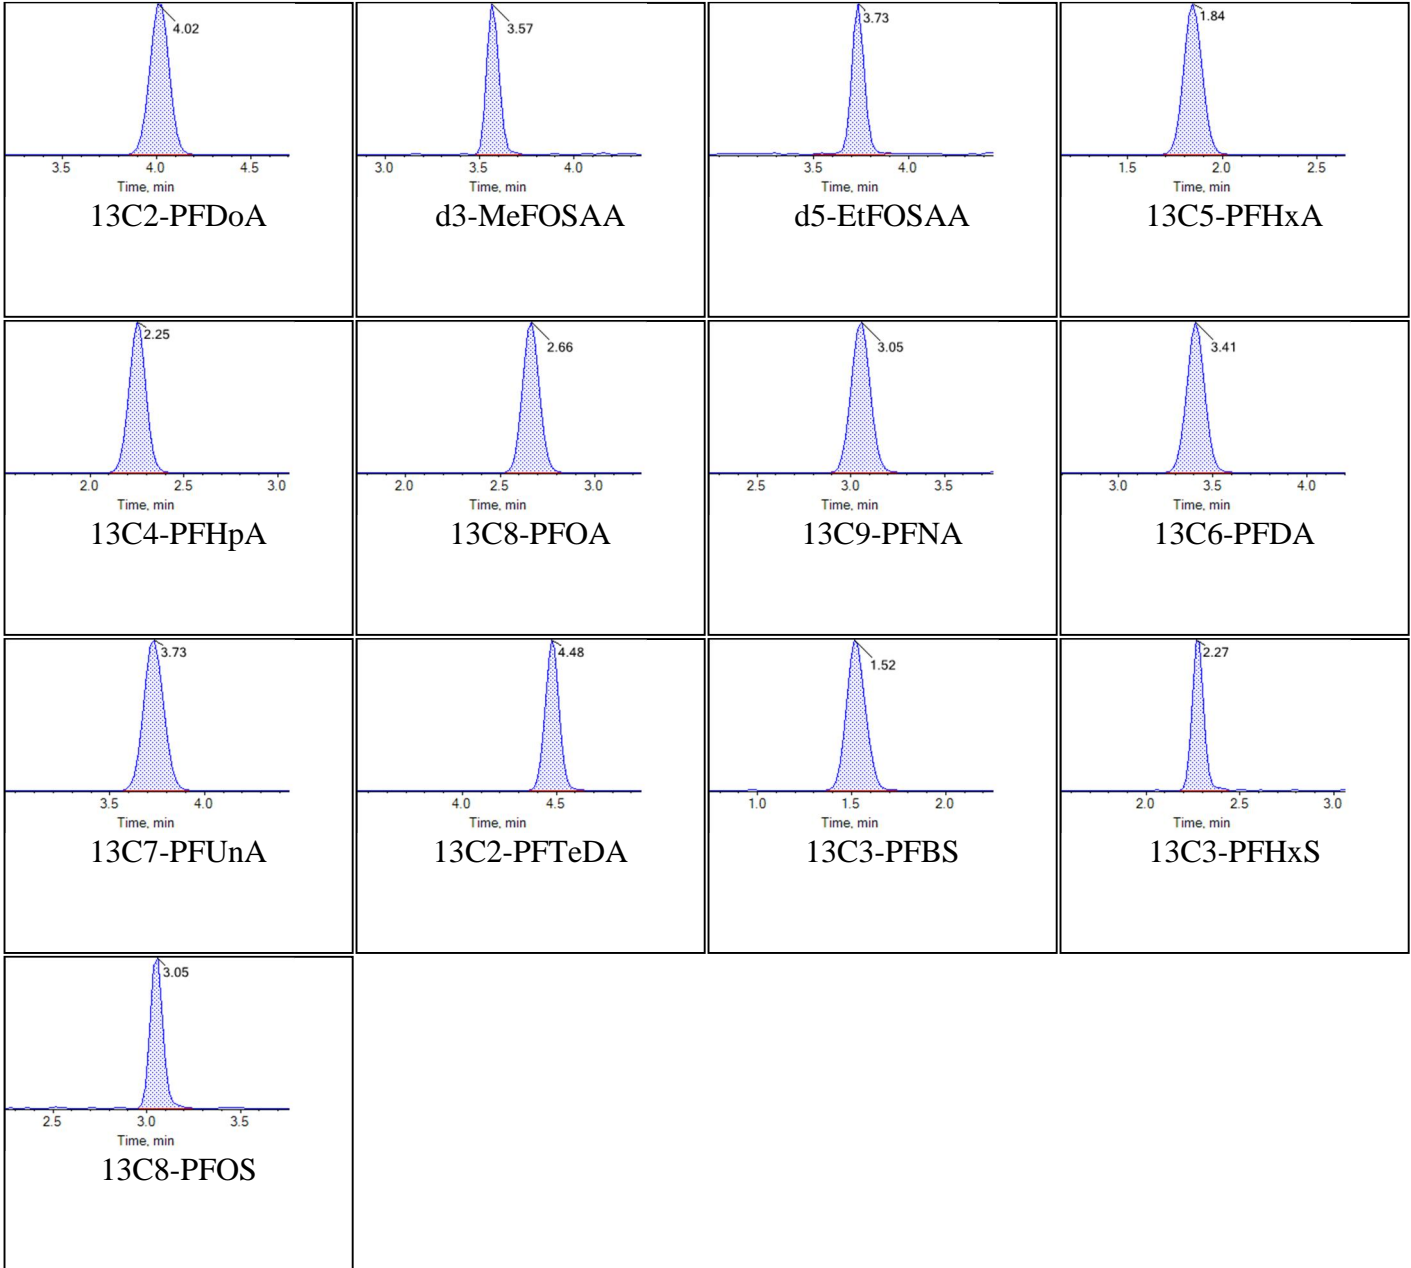 4.02
3.5 4.0 4.5
Time, min
13C2-PFDoA
3.57
3.0 3.5 4.0
Time, min
d3-MeFOSAA
3.73
3.5 4.0
Time, min
d5-EtFOSAA
1.84
1.5 2.0 2.5
Time, min
13C5-PFHxA
2.25
2.0 2.5 3.0
Time, min
13C4-PFHpA
2.66
2.0 2.5 3.0
Time, min
13C8-PFOA
3.05
2.5 3.0 3.5
Time, min
13C9-PFNA
3.41
3.0 3.5 4.0
Time, min
13C6-PFDA
3.73
3.5 4.0
Time, min
13C7-PFUnA
4.48
4.0 4.5
Time, min
13C2-PFTeDA
1.52
1.0 1.5 2.0
Time, min
13C3-PFBS
2.27
2.0 2.5 3.0
Time, min
13C3-PFHxS
3.05
2.5 3.0 3.5
Time, min
13C8-PFOS